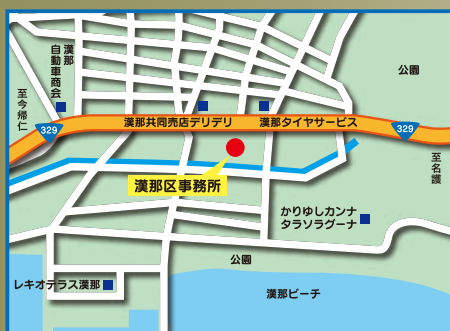 漢那
自動車商会
公園
至今帰仁
329
漢那共同売店デリデリ
漢那タイヤサービス
329
至名護
漢那区事務所
かりゆしカンナ
タラソラグーナ
公園
レキオテラス漢那
漢那ビーチ